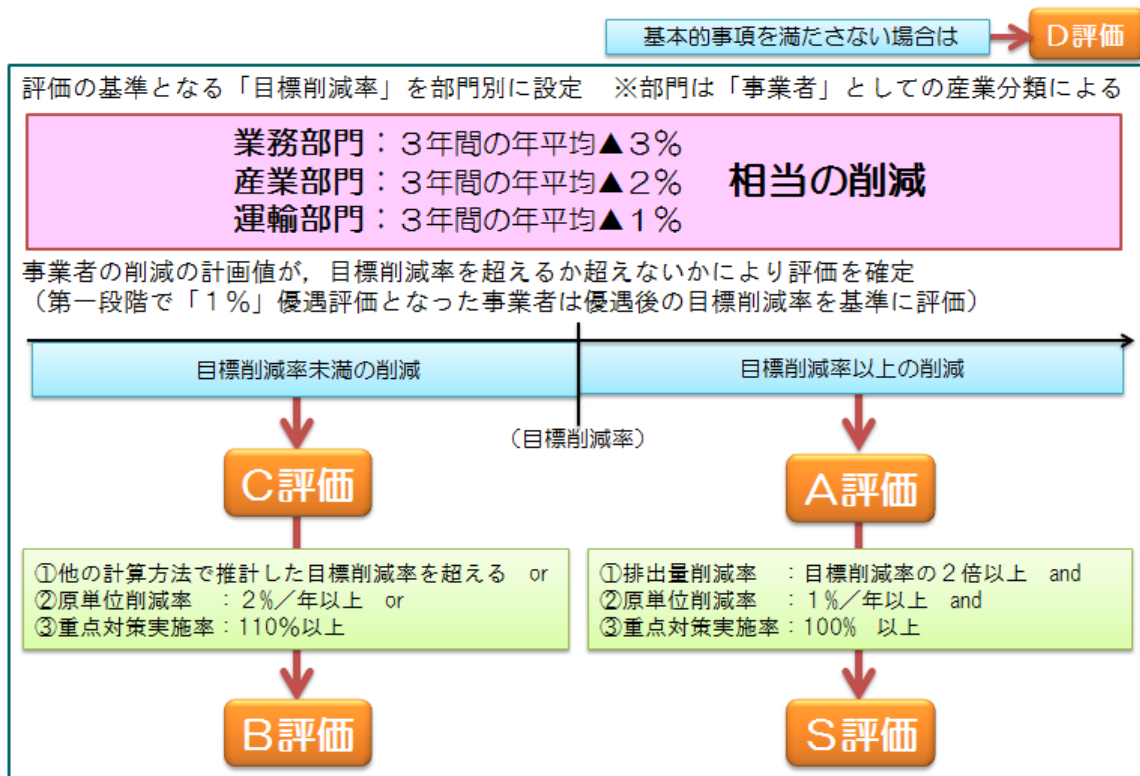 基本的事項を満たさない場合は
D評価
評価の基準となる「目標削減率」を部門別に設定　※部門は「事業者」としての産業分類による
業務部門：３年間の年平均▲３％
産業部門：３年間の年平均▲２％
運輸部門：３年間の年平均▲１％
相当の削減
事業者の削減の計画値が，目標削減率を超えるか超えないかにより評価を確定
（第一段階で「１％」優遇評価となった事業者は優遇後の目標削減率を基準に評価）
目標削減率未満の削減
目標削減率以上の削減
（目標削減率）
C評価
A評価
①他の計算方法で推計した目標削減率を超える　or
②原単位削減率　：２％／年以上　or
③重点対策実施率：110％以上
①排出量削減率　：目標削減率の２倍以上　and
②原単位削減率　：１％／年以上　and
③重点対策実施率：100%　以上
B評価
S評価